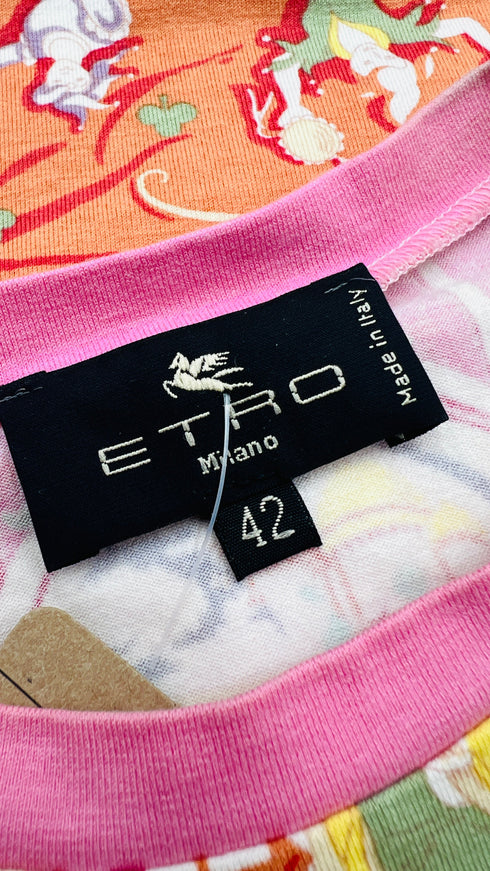 ETRO
Milano
Made in Italy
42